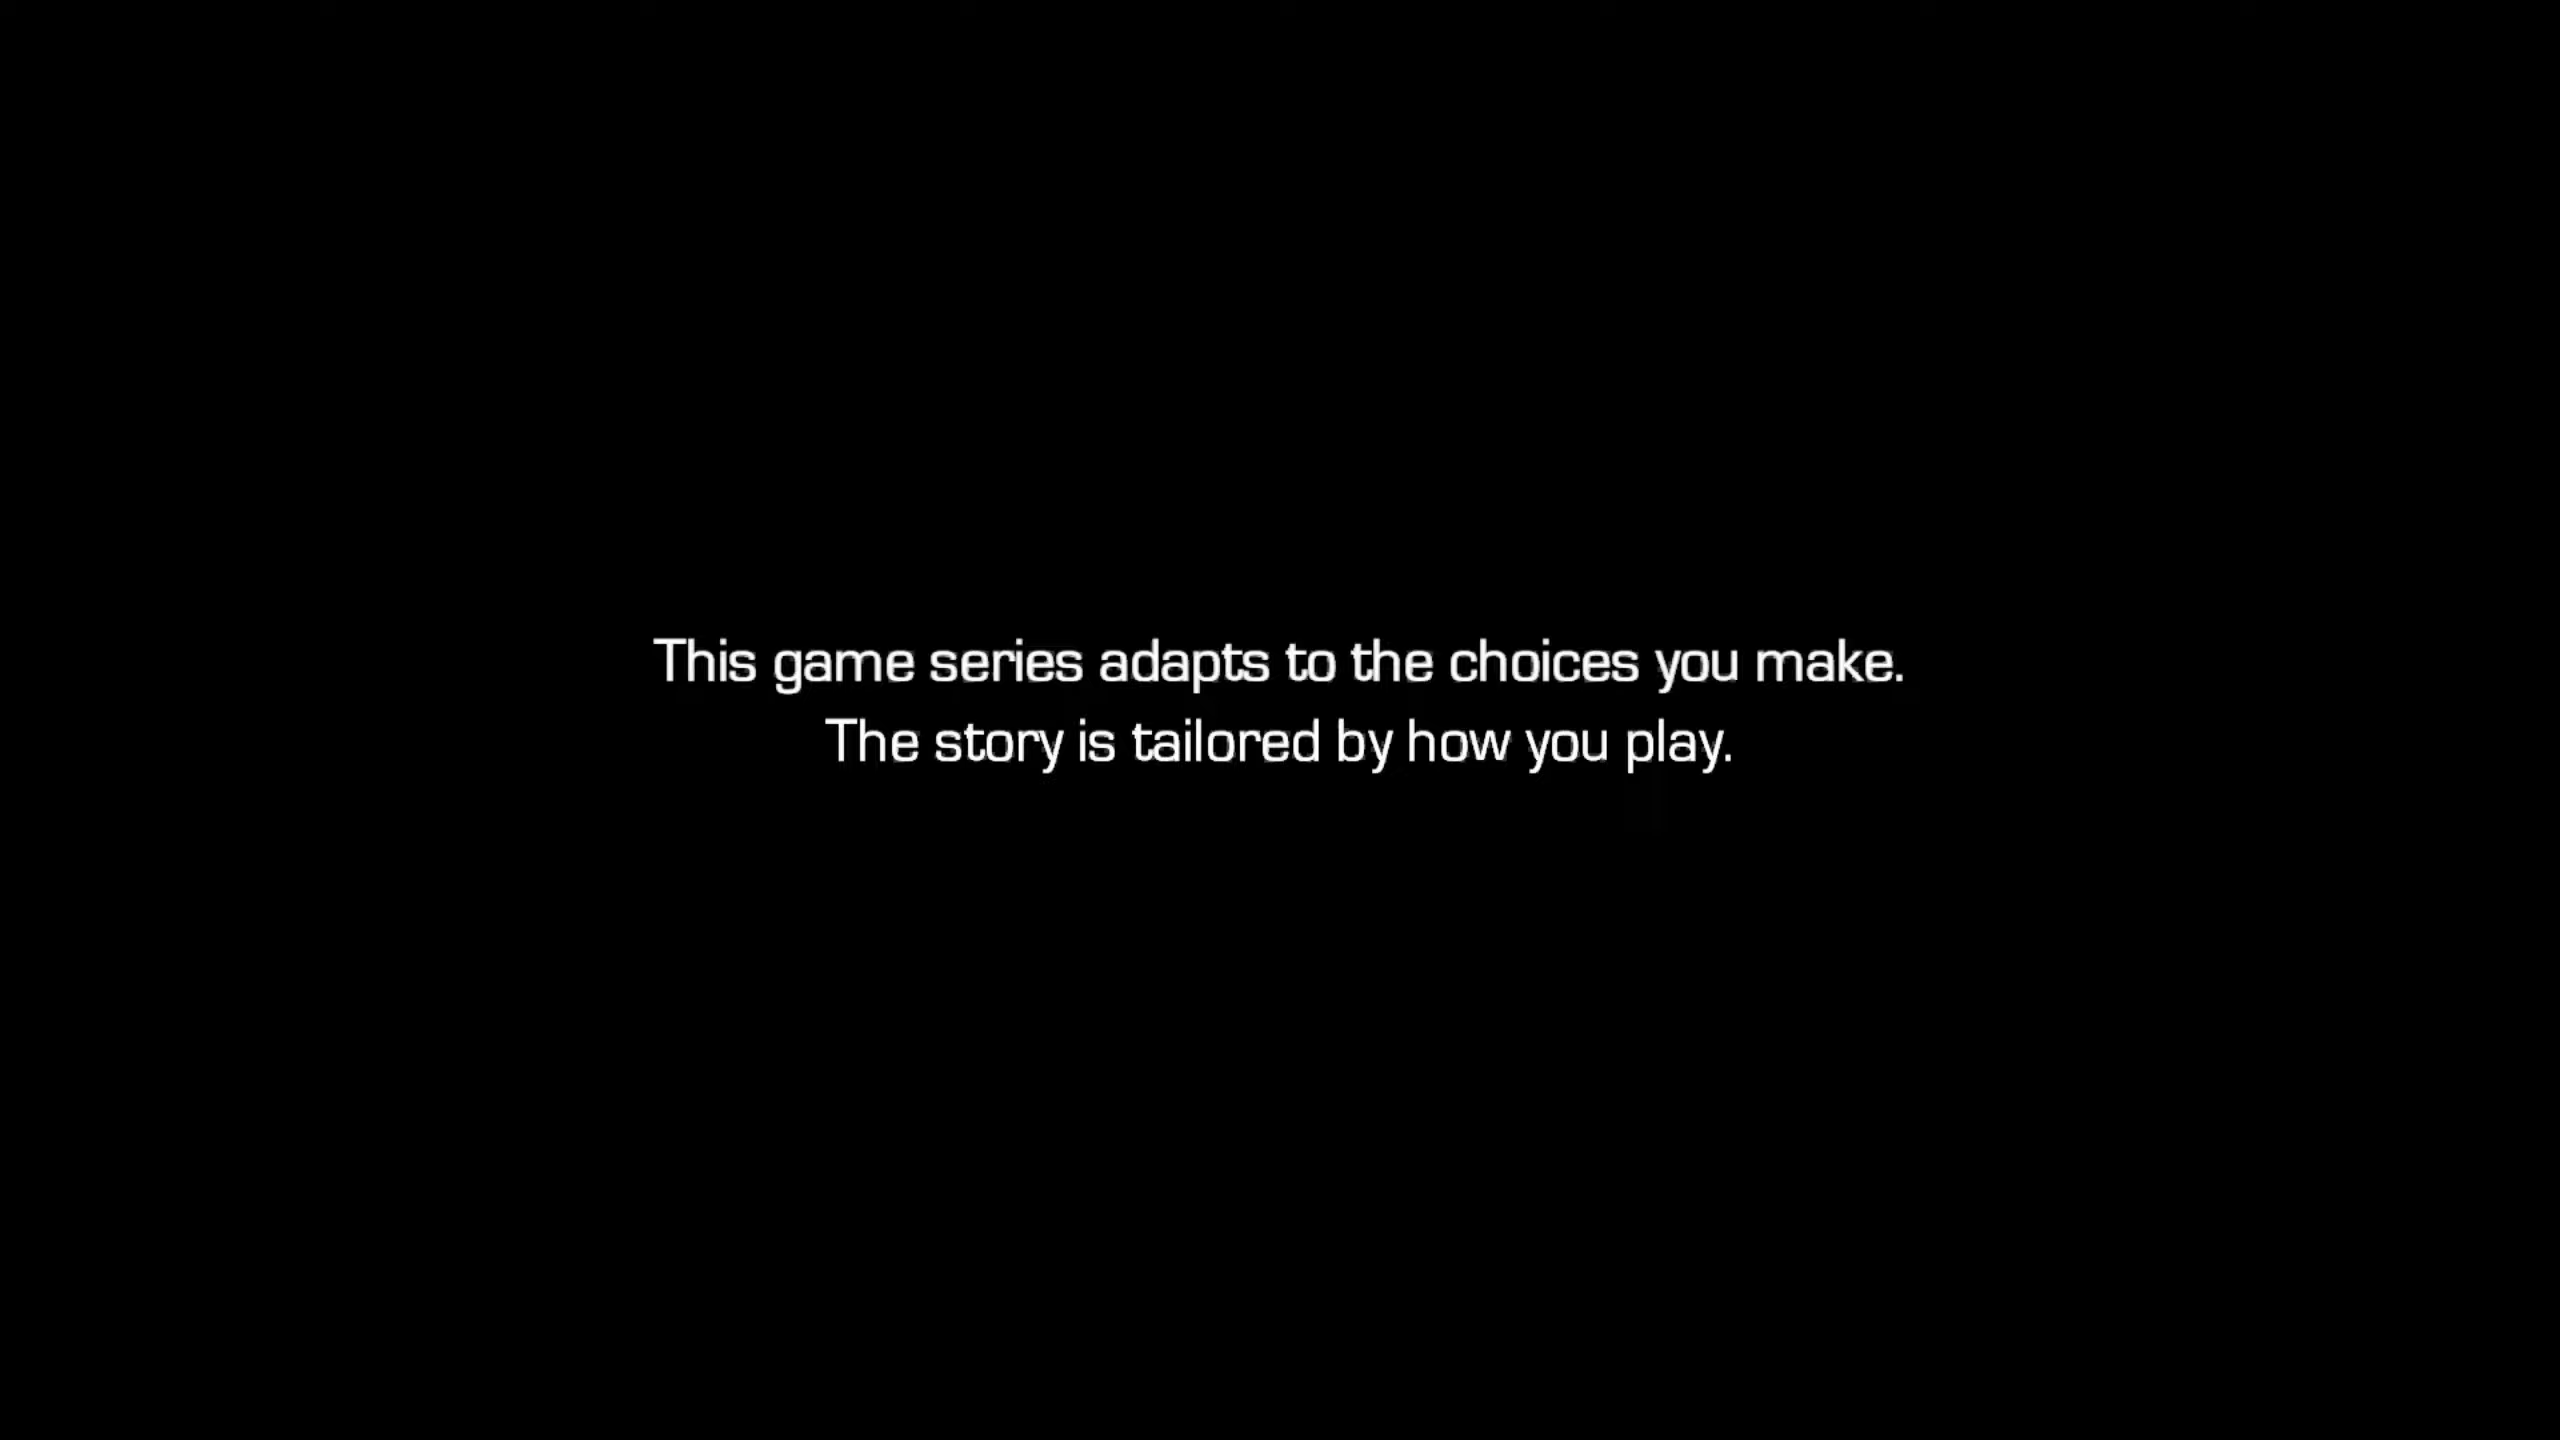 This game series adapts to the choices you make.
The story is tailored by how you play.